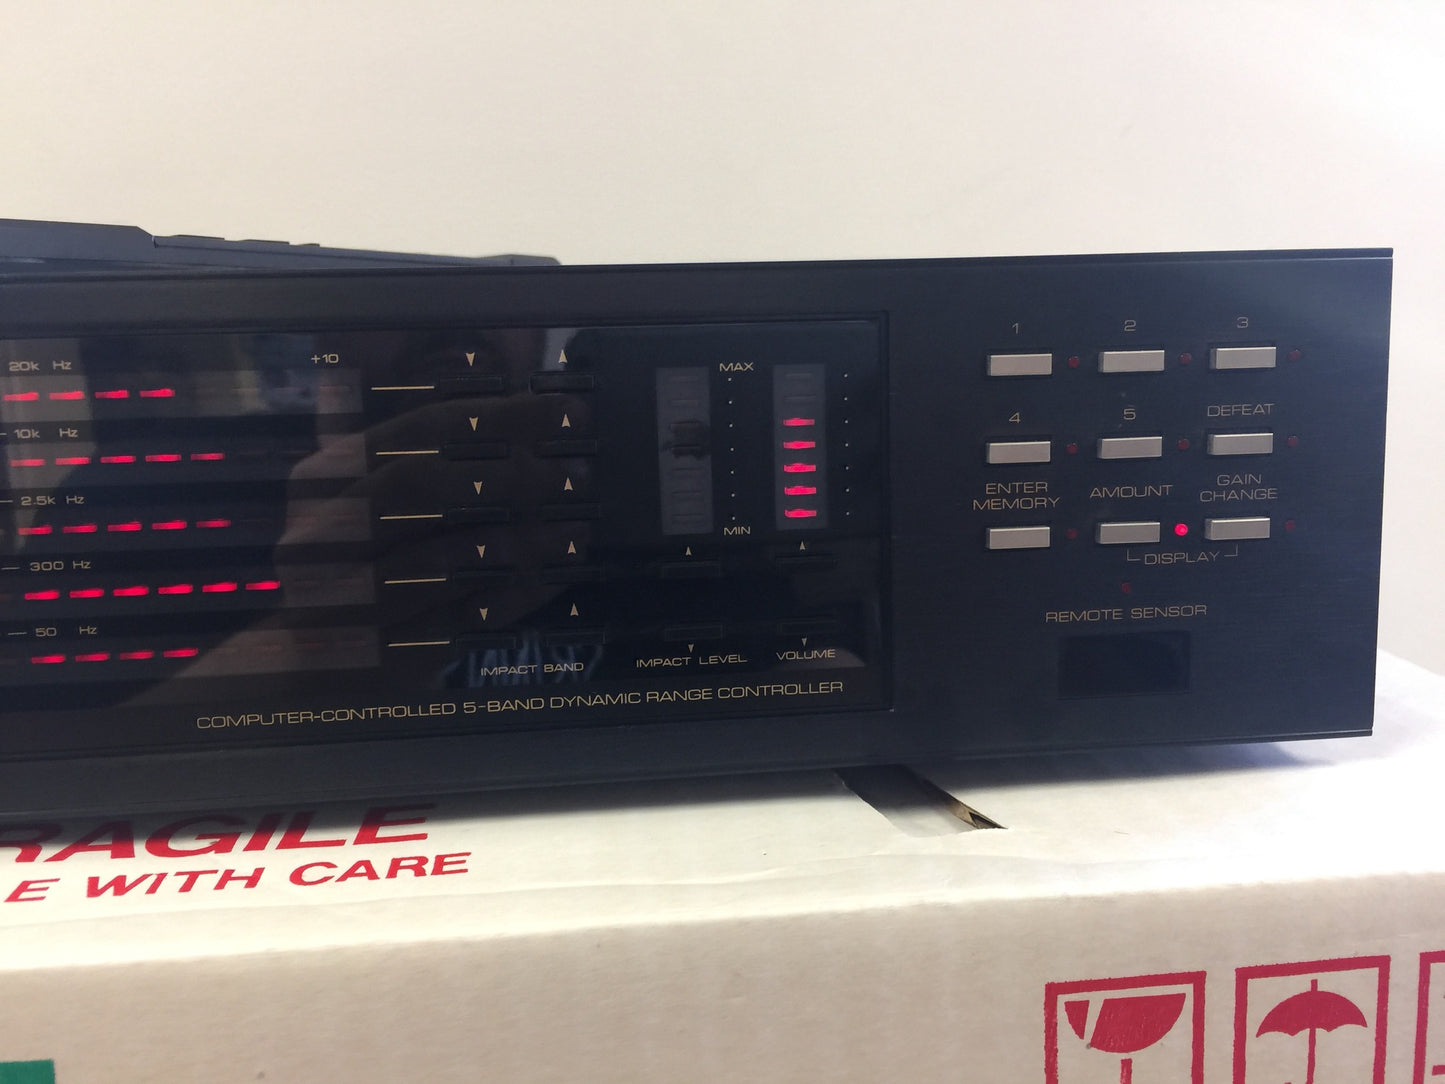 20k Hz
+10
10k Hz
2.5k Hz
300 Hz
50 Hz
IMPACT BAND
MAX
MIN
IMPACT LEVEL
VOLUME
COMPUTER-CONTROLLED 5-BAND DYNAMIC RANGE CONTROLLER
1 2 3
4 5 DEFEAT
ENTER MEMORY
AMOUNT
GAIN CHANGE
DISPLAY
REMOTE SENSOR
RAGILE
E WITH CARE